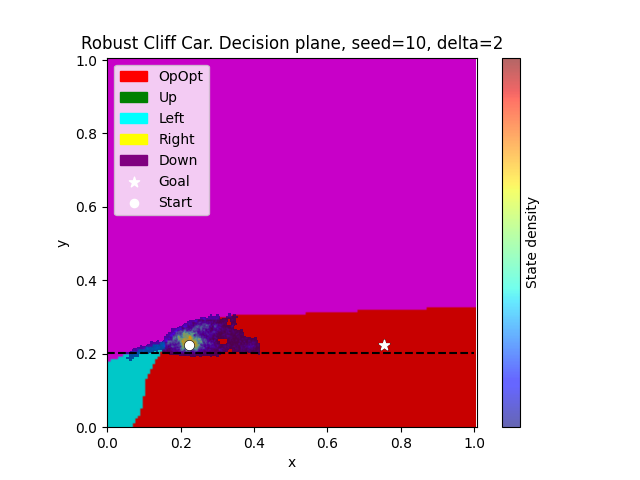 Robust Cliff Car. Decision plane, seed=10, delta=2
1.0
0.8
0.6
0.4
0.2
0.0
y
OpOpt
Up
Left
Right
Down
Goal
Start
0.0 0.2 0.4 0.6 0.8 1.0
x
State density